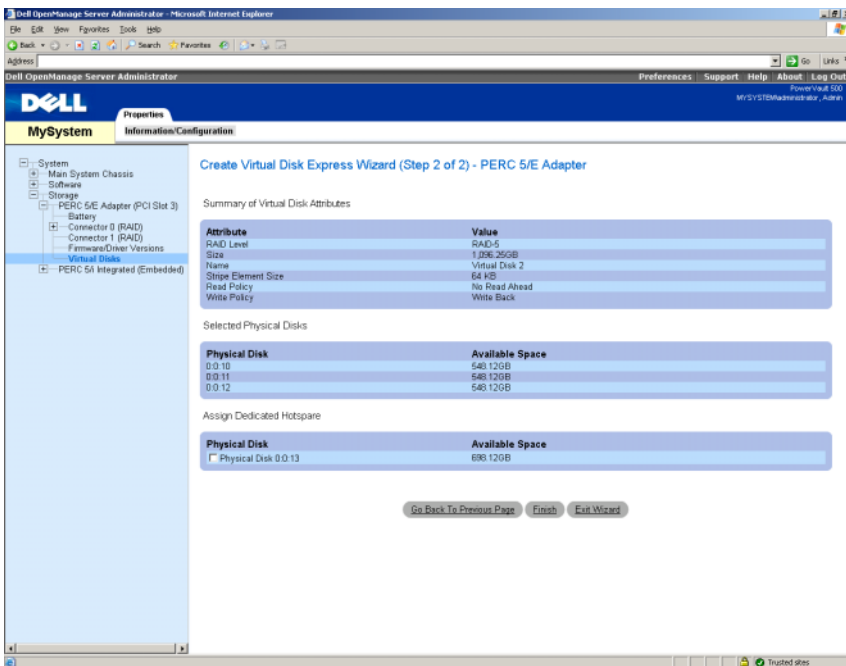 Dell OpenManage Server Administrator - Microsoft Internet Explorer
File Edit View Favorites Tools Help
Back Search Favorites
Address Go Links
Dell OpenManage Server Administrator Preferences Support Help About Log Out
DELL
PowerVault 500
MYSYSTEM\administrator, Admin
Properties
MySystem Information/Configuration
System
Main System Chassis
Software
Storage
PERC 5/E Adapter (PCI Slot 3)
Battery
Connector 0 (RAID)
Connector 1 (RAID)
Firmware/Driver Versions
Virtual Disks
PERC 5/i Integrated (Embedded)
Create Virtual Disk Express Wizard (Step 2 of 2) - PERC 5/E Adapter
Summary of Virtual Disk Attributes
Attribute Value
RAID Level RAID-5
Size 1,096.25GB
Name Virtual Disk 2
Stripe Element Size 64 KB
Read Policy No Read Ahead
Write Policy Write Back
Selected Physical Disks
Physical Disk Available Space
0:0:10 548.12GB
0:0:11 548.12GB
0:0:12 548.12GB
Assign Dedicated Hotspare
Physical Disk Available Space
Physical Disk 0:0:13 698.12GB
Go Back To Previous Page Finish Exit Wizard
Trusted sites